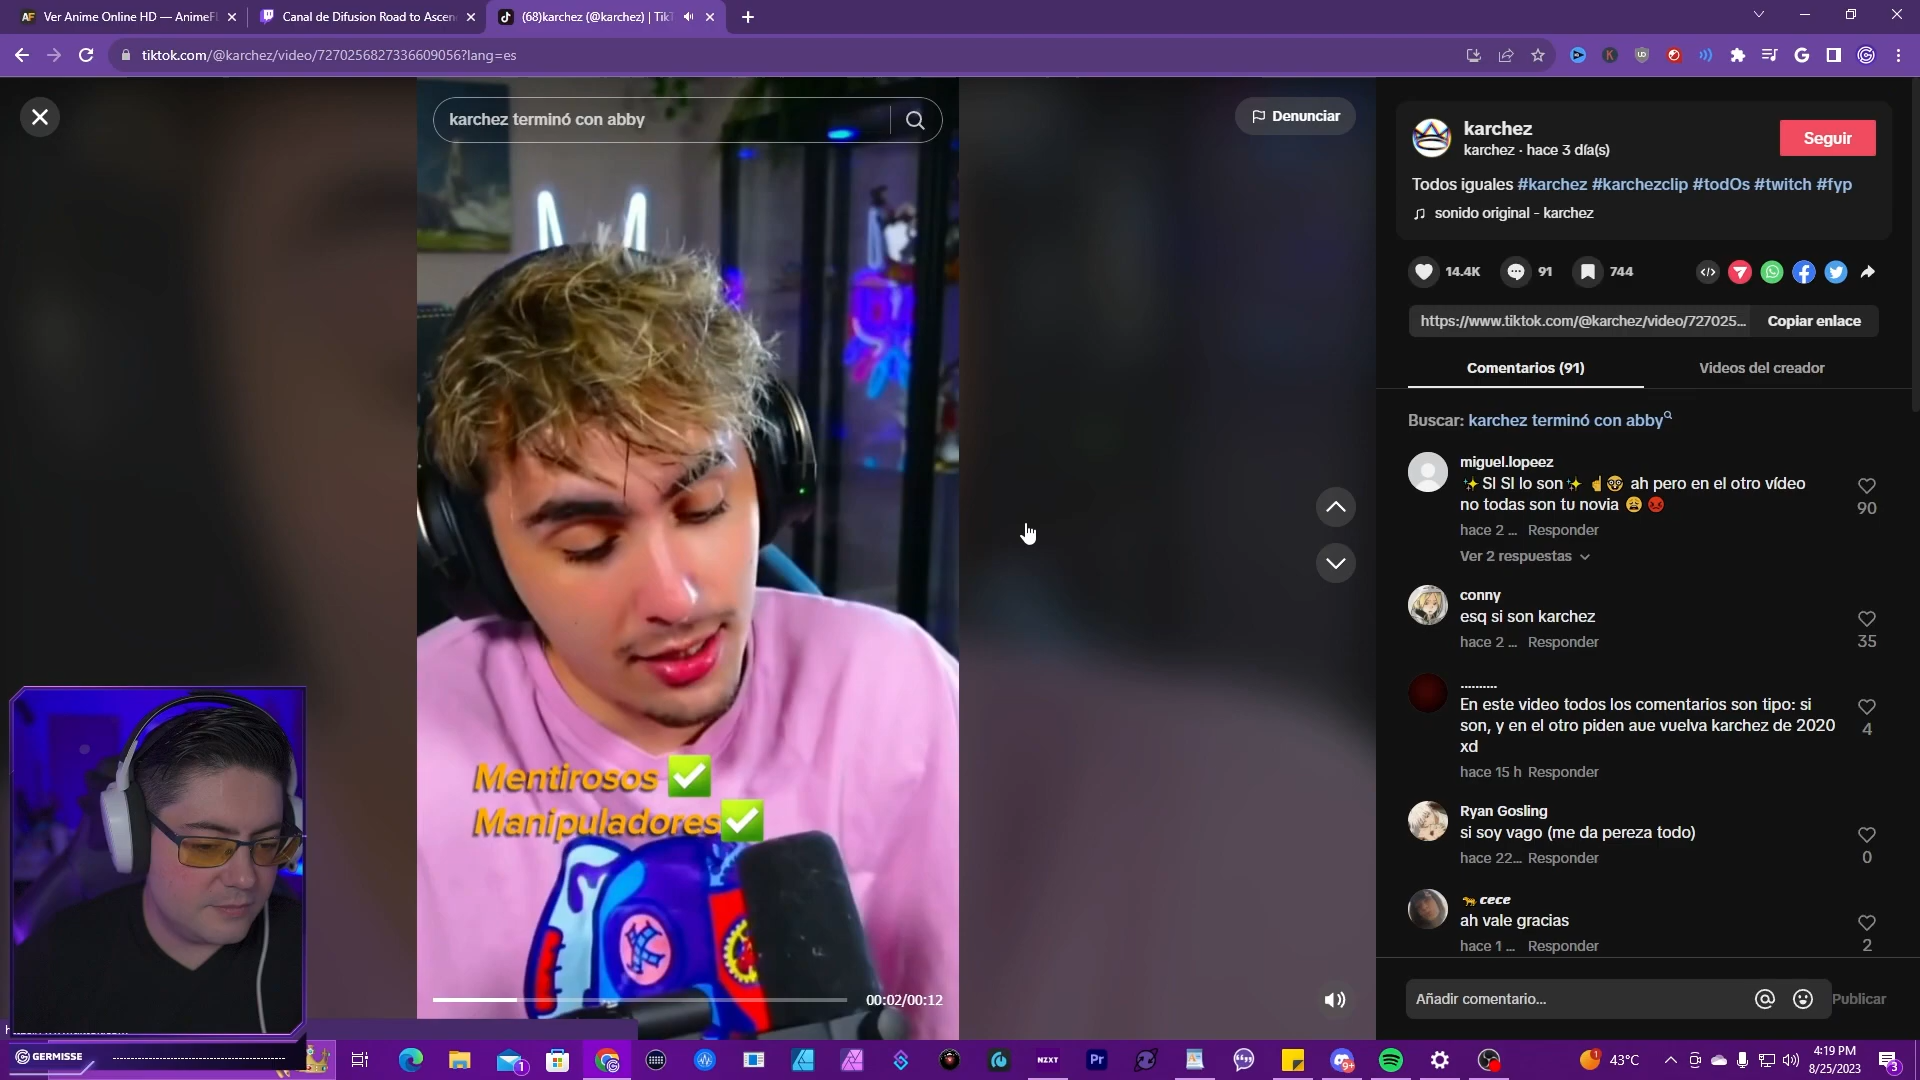 Ver Anime Online HD — AnimeFL
Canal de Difusion Road to Ascen
(68)karchez (@karchez) | TikT
tiktok.com/@karchez/video/7270256827336609056?lang=es
karchez terminó con abby
Denunciar
karchez
karchez · hace 3 día(s)
Seguir
Todos iguales #karchez #karchezclip #todOs #twitch #fyp
♫ sonido original - karchez
14.4K
91
744
https://www.tiktok.com/@karchez/video/727025...
Copiar enlace
Comentarios (91)
Videos del creador
Buscar: karchez terminó con abby
miguel.lopeez
✨SI SI lo son✨ ☝🤓 ah pero en el otro vídeo
no todas son tu novia 😩 😡
90
hace 2 ... Responder
Ver 2 respuestas
conny
esq si son karchez
35
hace 2 ... Responder
..........
En este video todos los comentarios son tipo: si
son, y en el otro piden aue vuelva karchez de 2020
xd
4
hace 15 h Responder
Ryan Gosling
si soy vago (me da pereza todo)
0
hace 22... Responder
🐆 cece
ah vale gracias
2
hace 1 ... Responder
Añadir comentario...
Publicar
Mentirosos ✅
Manipuladores✅
00:02/00:12
GERMISSE
NZXT
Pr
43°C
4:19 PM
8/25/2023